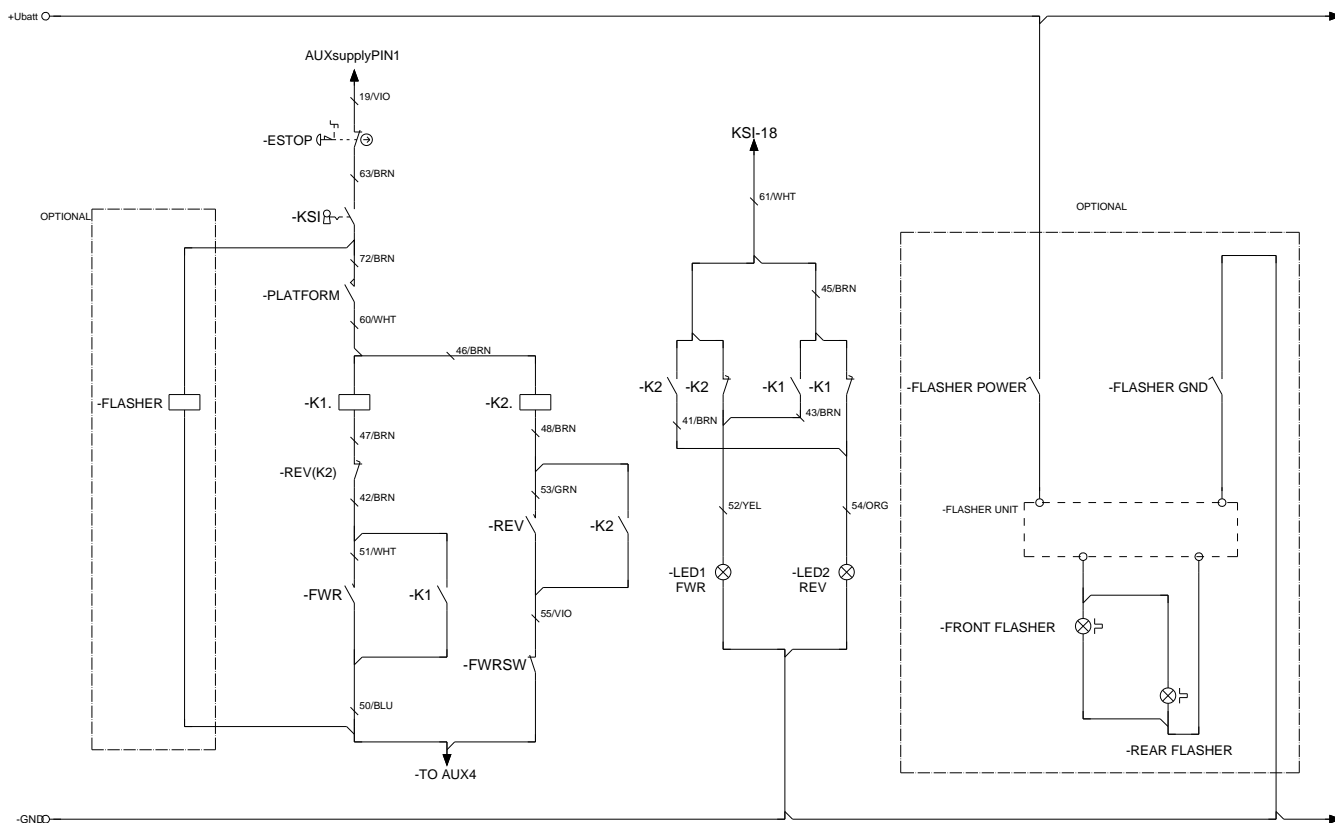 +Ubatt
AUXsupplyPIN1
19/VIO
-ESTOP
63/BRN
-KSI
OPTIONAL
72/BRN
-PLATFORM
60/WHT
46/BRN
-FLASHER
-K1.
-K2.
47/BRN
48/BRN
-REV(K2)
42/BRN
53/GRN
-REV
-K2
51/WHT
-FWR
-K1
55/VIO
-FWRSW
50/BLU
-TO AUX4
KSI-18
61/WHT
45/BRN
-K2
-K2
-K1
-K1
41/BRN
43/BRN
52/YEL
54/ORG
-LED1
FWR
-LED2
REV
OPTIONAL
-FLASHER POWER
-FLASHER GND
-FLASHER UNIT
-FRONT FLASHER
-REAR FLASHER
-GND